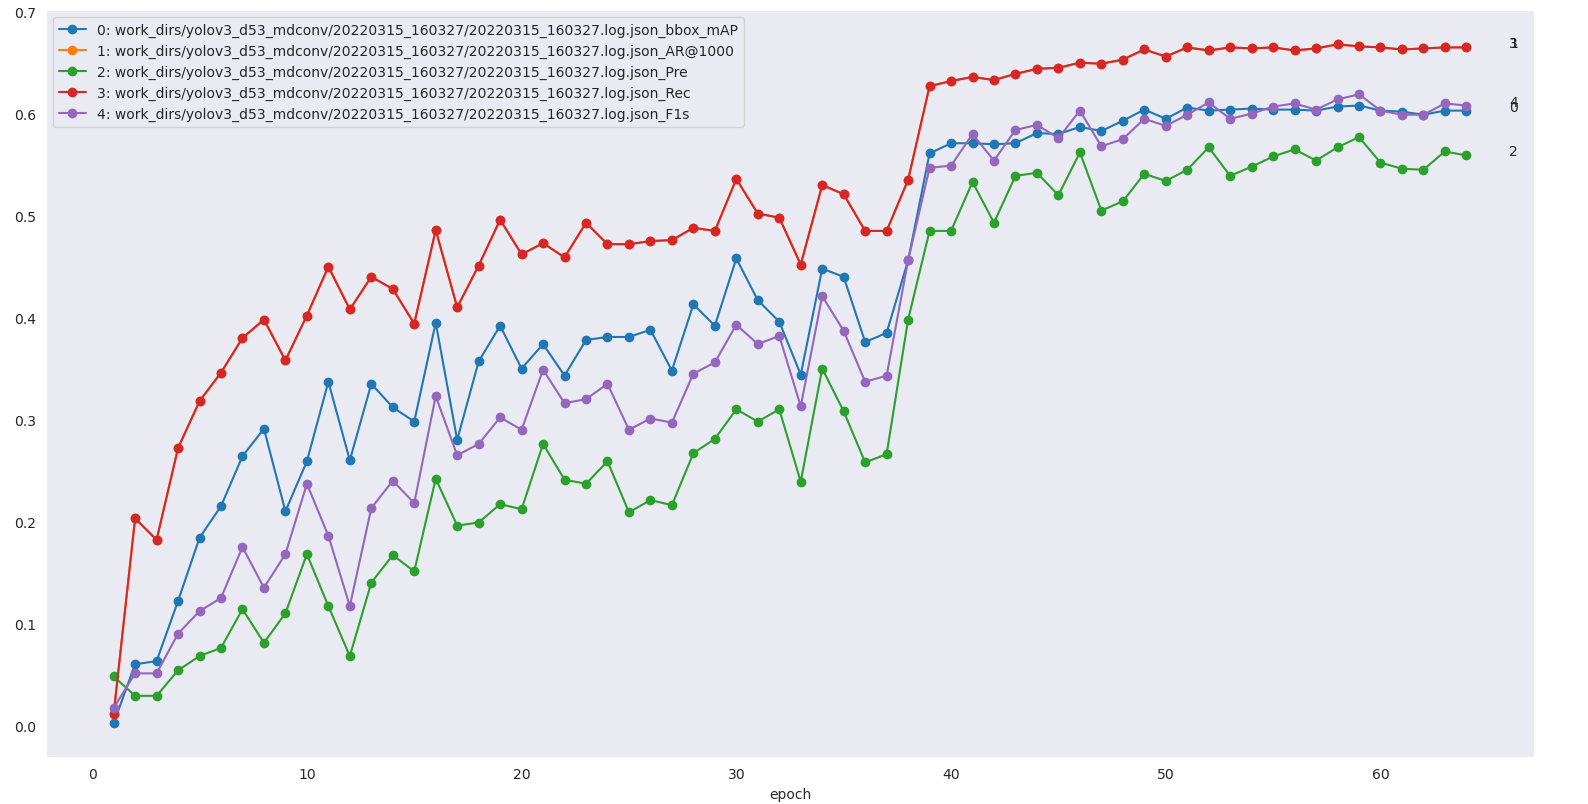 0.7
0: work_dirs/yolov3_d53_mdconv/20220315_160327/20220315_160327.log.json_bbox_mAP
1: work_dirs/yolov3_d53_mdconv/20220315_160327/20220315_160327.log.json_AR@1000
2: work_dirs/yolov3_d53_mdconv/20220315_160327/20220315_160327.log.json_Pre
3: work_dirs/yolov3_d53_mdconv/20220315_160327/20220315_160327.log.json_Rec
4: work_dirs/yolov3_d53_mdconv/20220315_160327/20220315_160327.log.json_F1s
0.6
0.5
0.4
0.3
0.2
0.1
0.0
4
0
2
0 10 20 30 40 50 60
epoch